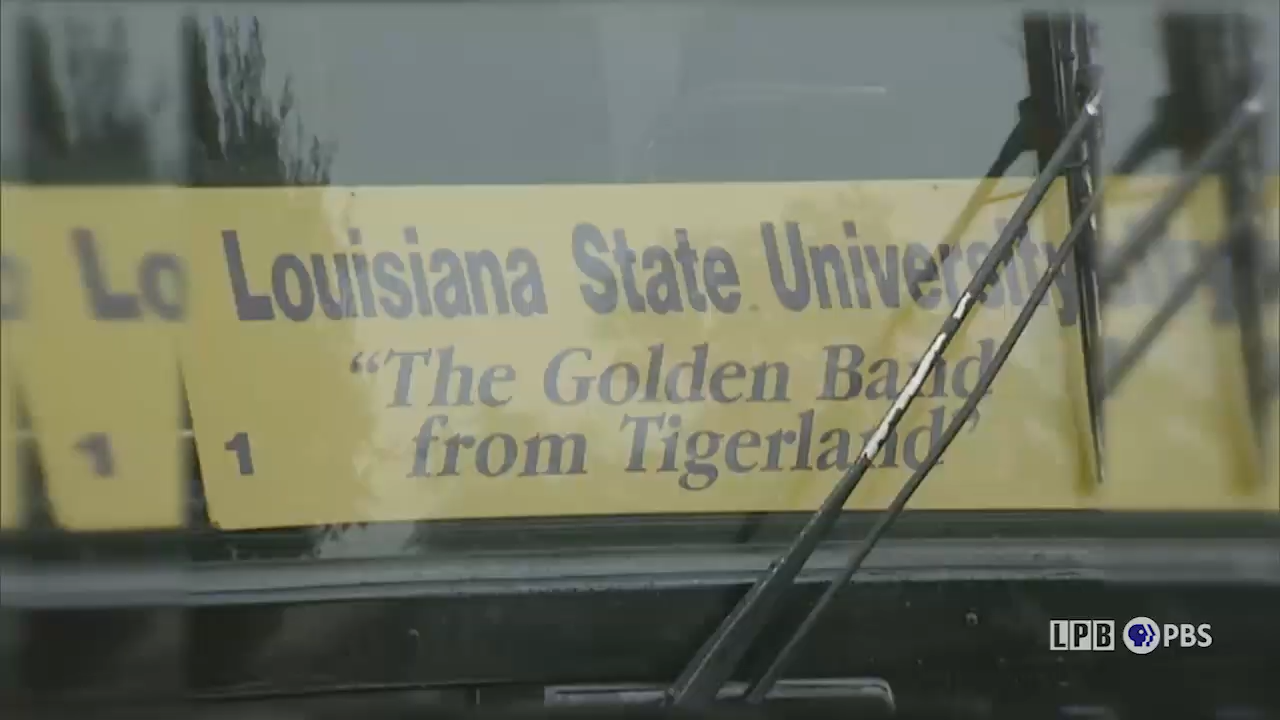 Louisiana State University
"The Golden Band
1 from Tigerland"
LPB PBS